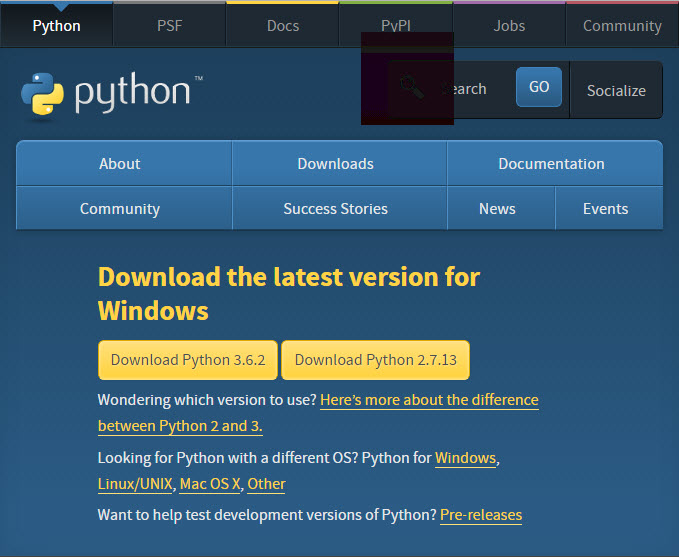 Python PSF Docs PyPI Jobs Community
python™
Search GO Socialize
About Downloads Documentation
Community Success Stories News Events
Download the latest version for
Windows
Download Python 3.6.2 Download Python 2.7.13
Wondering which version to use? Here's more about the difference
between Python 2 and 3.
Looking for Python with a different OS? Python for Windows,
Linux/UNIX, Mac OS X, Other
Want to help test development versions of Python? Pre-releases